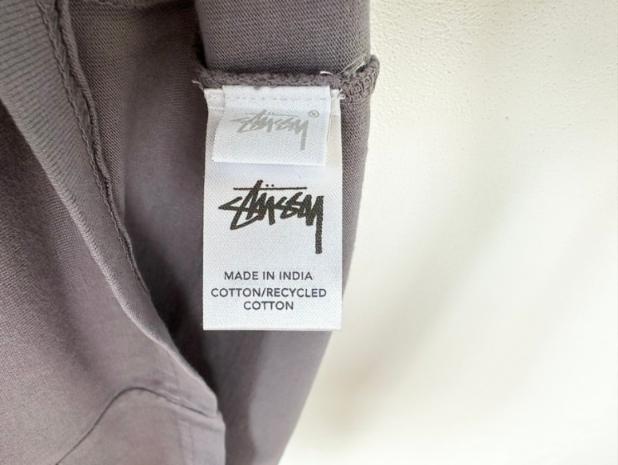 STÜSSY®
STÜSSY
MADE IN INDIA
COTTON/RECYCLED
COTTON